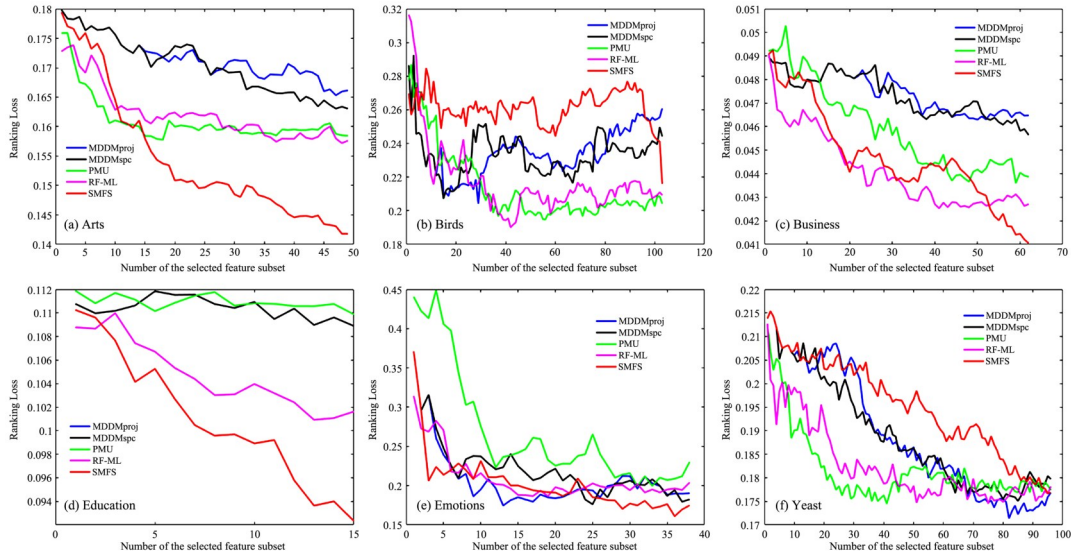 0.18
0.175
0.17
0.165
0.16
0.155
0.15
0.145
0.14
Ranking Loss
MDDMproj
MDDMspc
PMU
RF-ML
SMFS
(a) Arts
0 5 10 15 20 25 30 35 40 45 50
Number of the selected feature subset
0.32
0.3
0.28
0.26
0.24
0.22
0.2
0.18
Ranking Loss
MDDMproj
MDDMspc
PMU
RF-ML
SMFS
(b) Birds
0 20 40 60 80 100 120 140
Number of the selected feature subset
0.051
0.05
0.049
0.048
0.047
0.046
0.045
0.044
0.043
0.042
0.041
Ranking Loss
MDDMproj
MDDMspc
PMU
RF-ML
SMFS
(c) Business
0 10 20 30 40 50 60 70
Number of the selected feature subset
0.112
0.11
0.108
0.106
0.104
0.102
0.1
0.098
0.096
0.094
Ranking Loss
MDDMproj
MDDMspc
PMU
RF-ML
SMFS
(d) Education
0 5 10 15
Number of the selected feature subset
0.45
0.4
0.35
0.3
0.25
0.2
0.15
Ranking Loss
MDDMproj
MDDMspc
PMU
RF-ML
SMFS
(e) Emotions
0 5 10 15 20 25 30 35 40
Number of the selected feature subset
0.22
0.215
0.21
0.205
0.2
0.195
0.19
0.185
0.18
0.175
0.17
Ranking Loss
MDDMproj
MDDMspc
PMU
RF-ML
SMFS
(f) Yeast
0 10 20 30 40 50 60 70 80 90 100
Number of the selected feature subset